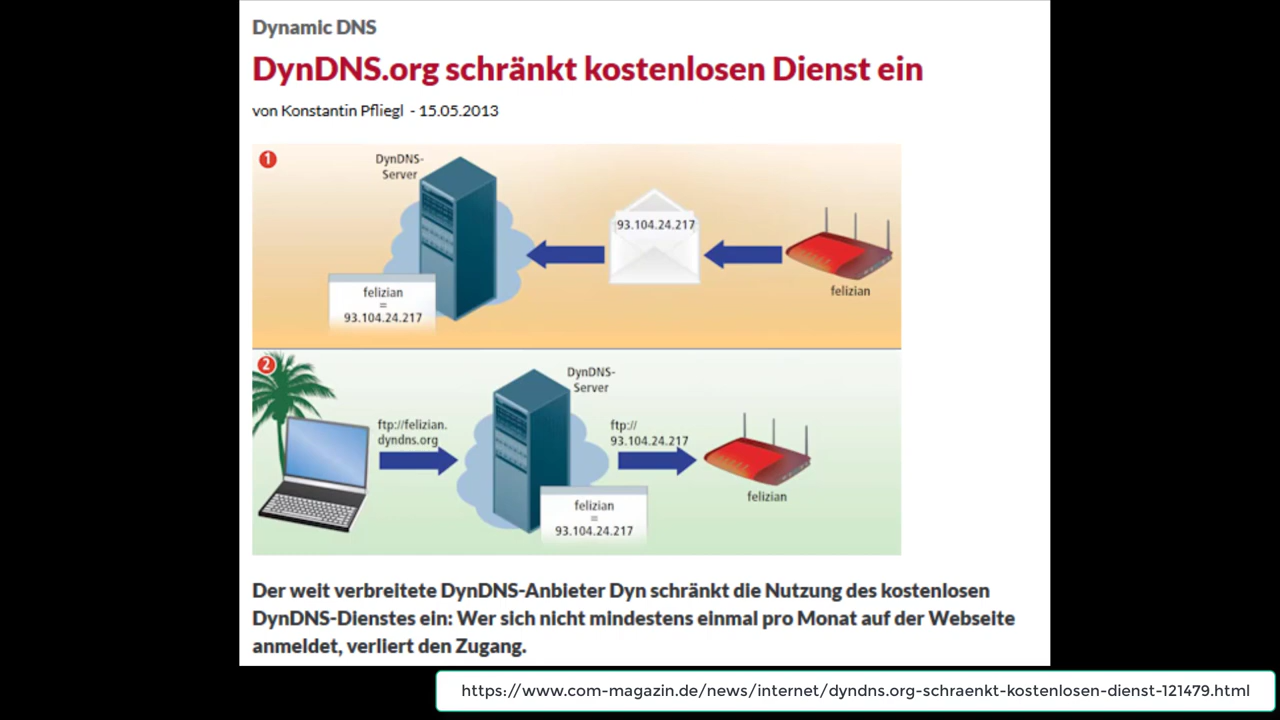 Dynamic DNS
DynDNS.org schränkt kostenlosen Dienst ein
von Konstantin Pfliegl - 15.05.2013
1
DynDNS-
Server
93.104.24.217
felizian
felizian
=
93.104.24.217
2
DynDNS-
Server
ftp://felizian.
dyndns.org
ftp://
93.104.24.217
felizian
felizian
=
93.104.24.217
Der weit verbreitete DynDNS-Anbieter Dyn schränkt die Nutzung des kostenlosen
DynDNS-Dienstes ein: Wer sich nicht mindestens einmal pro Monat auf der Webseite
anmeldet, verliert den Zugang.
https://www.com-magazin.de/news/internet/dyndns.org-schraenkt-kostenlosen-dienst-121479.html